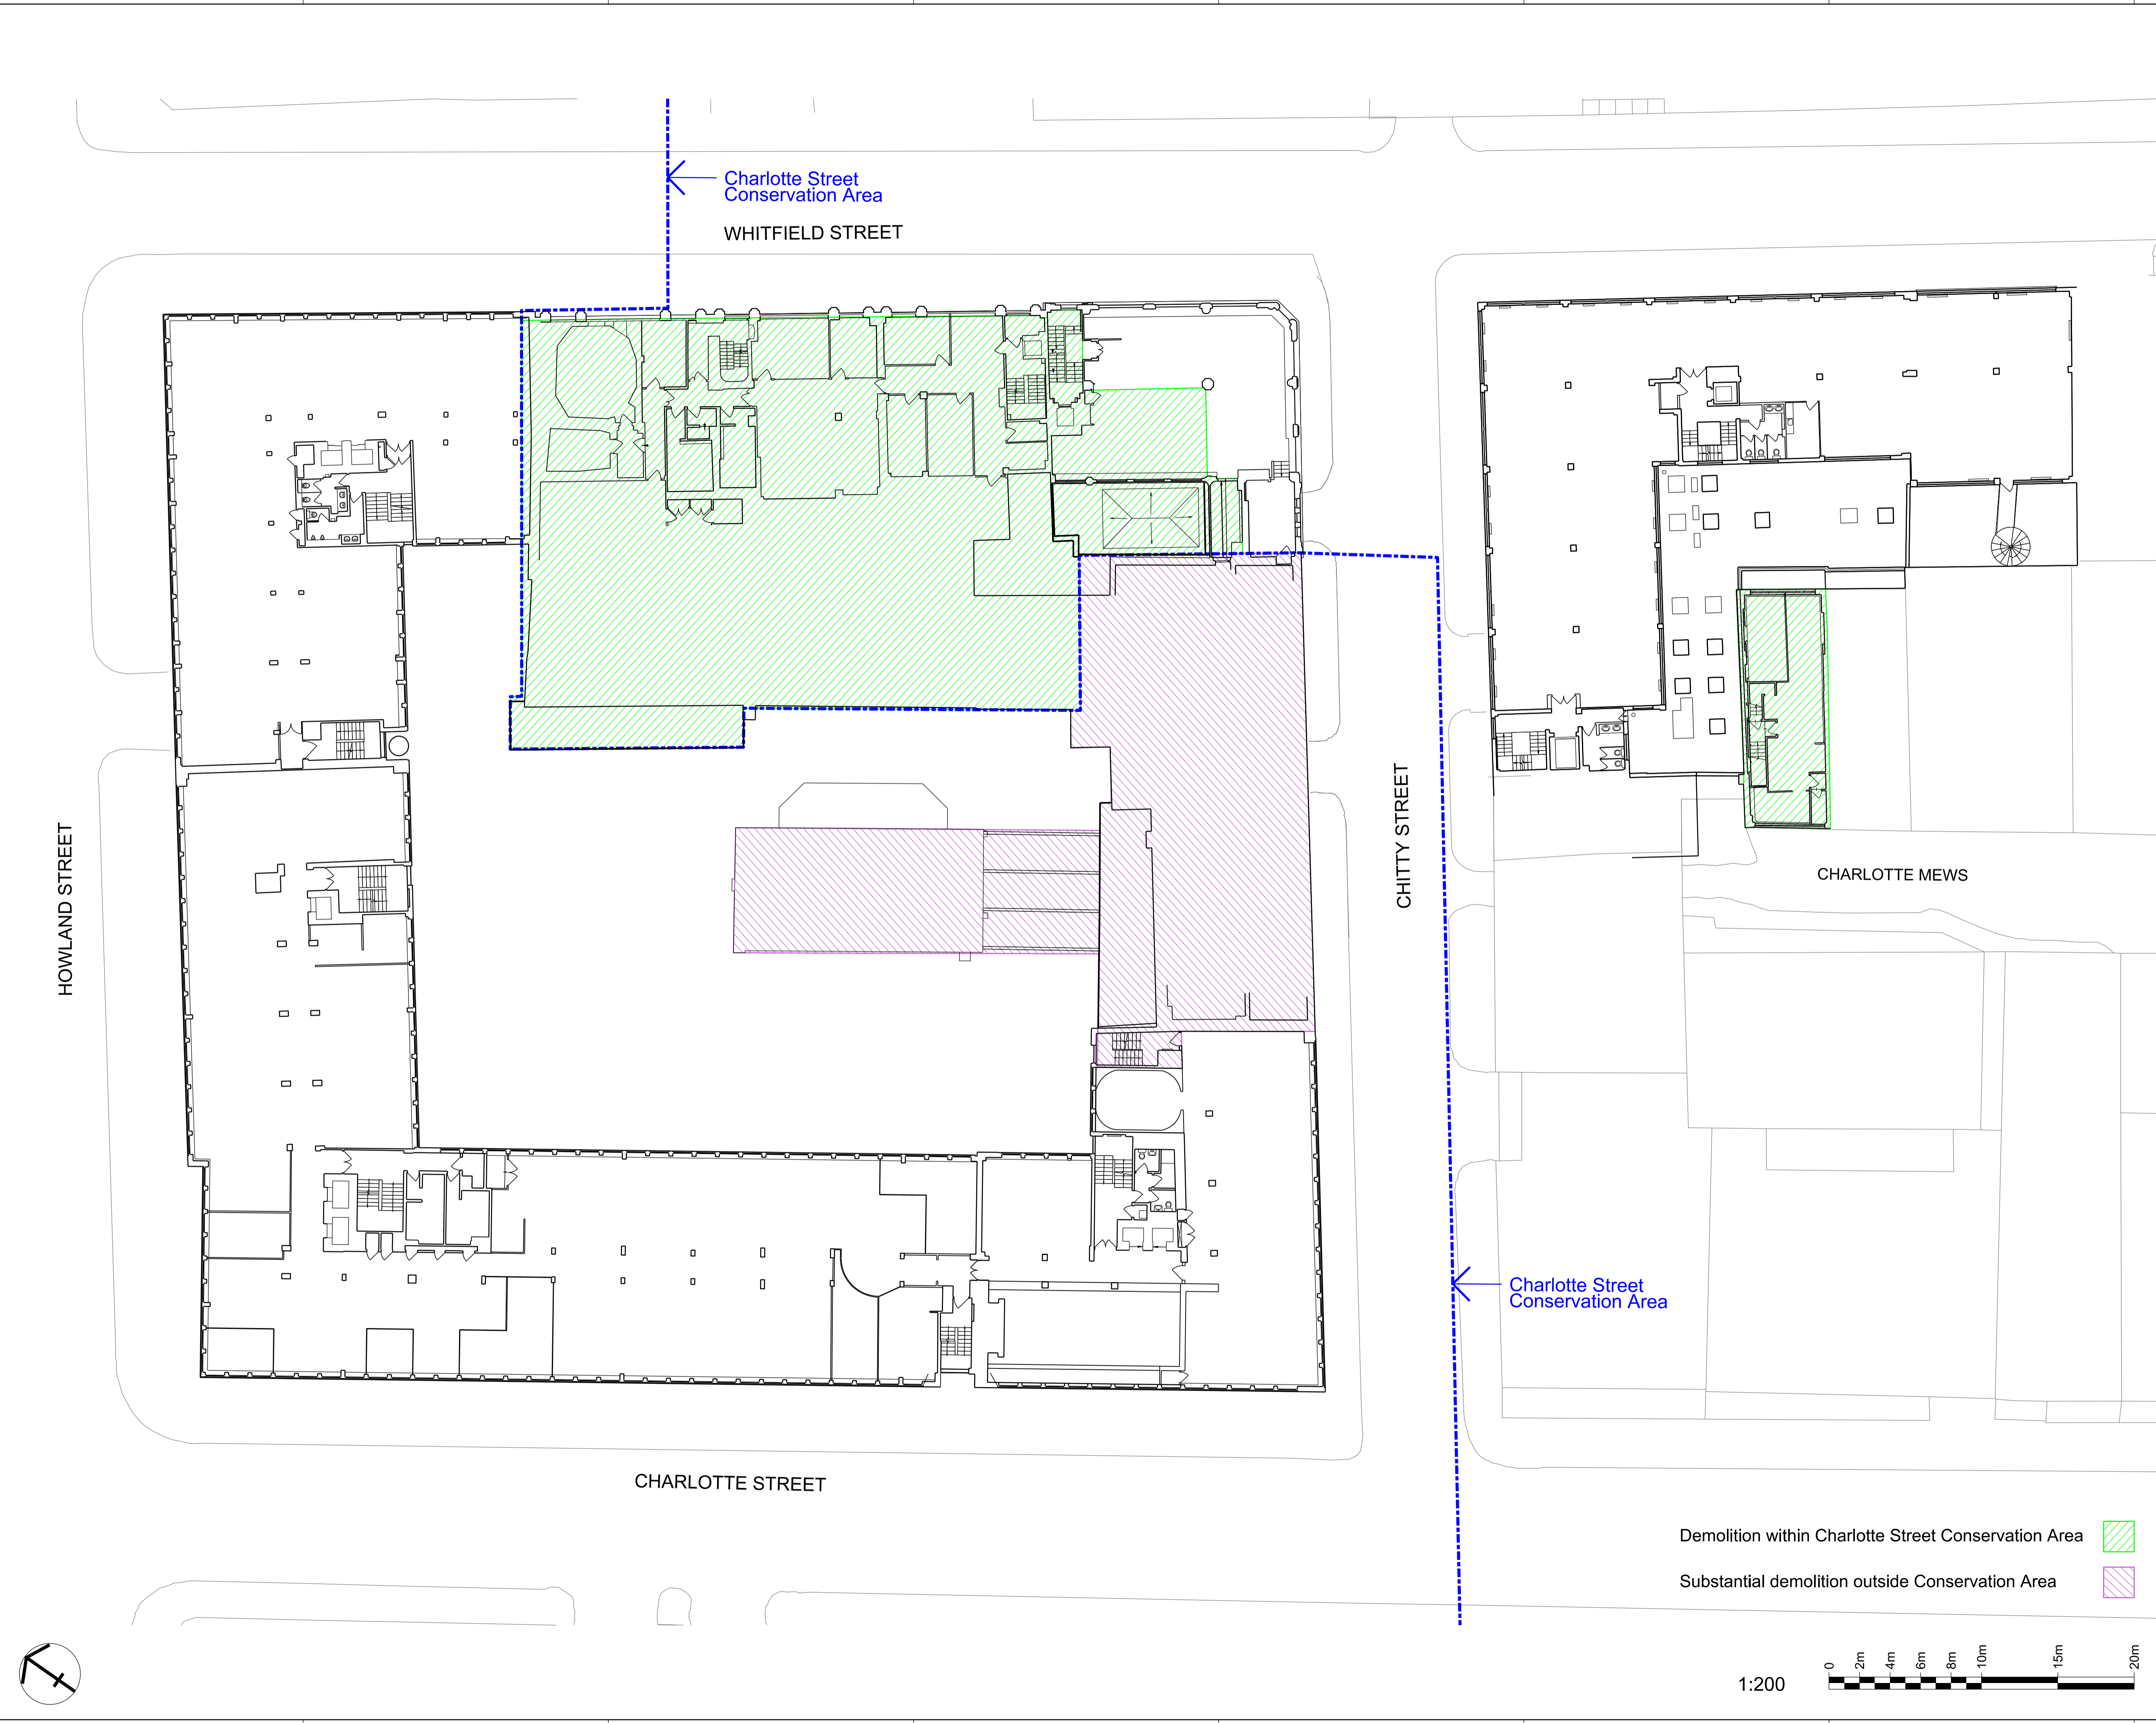 Charlotte Street
Conservation Area
WHITFIELD STREET
HOWLAND STREET
CHITTY STREET
CHARLOTTE MEWS
Charlotte Street
Conservation Area
CHARLOTTE STREET
Demolition within Charlotte Street Conservation Area
Substantial demolition outside Conservation Area
1:200
0 2m 4m 6m 8m 10m 15m 20m